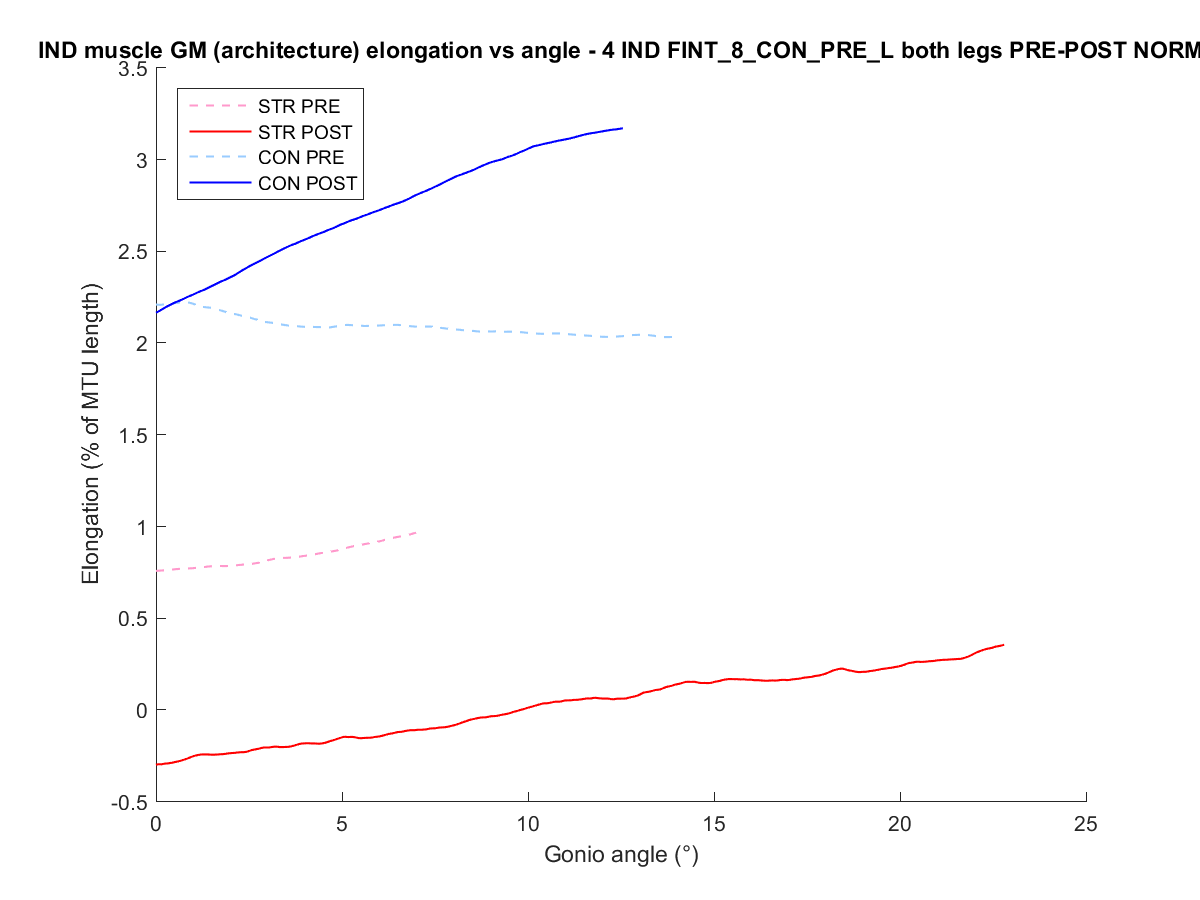 IND muscle GM (architecture) elongation vs angle - 4 IND FINT_8_CON_PRE_L both legs PRE-POST NORM
3.5
3
2.5
2
1.5
1
0.5
0
-0.5
STR PRE
STR POST
CON PRE
CON POST
Elongation (% of MTU length)
0 5 10 15 20 25
Gonio angle (°)